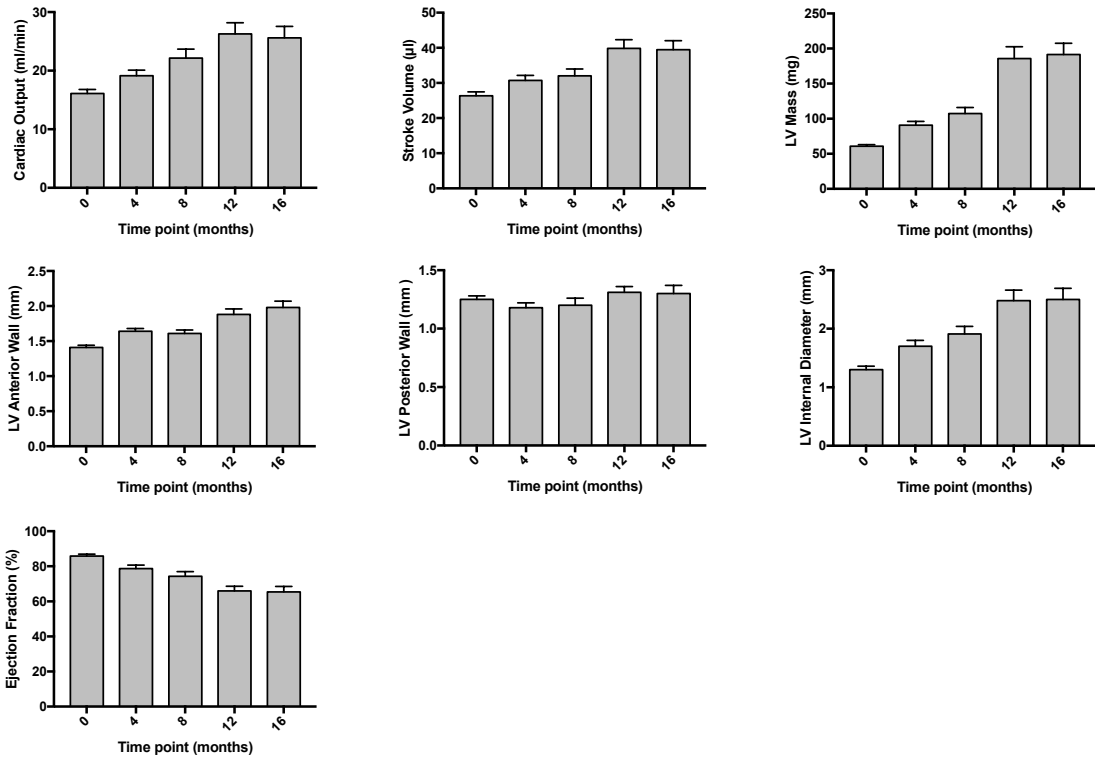 Cardiac Output (ml/min)
30
20
10
0
0 4 8 12 16
Time point (months)
Stroke Volume (µl)
50
40
30
20
10
0
0 4 8 12 16
Time point (months)
LV Mass (mg)
250
200
150
100
50
0
0 4 8 12 16
Time point (months)
LV Anterior Wall (mm)
2.5
2.0
1.5
1.0
0.5
0.0
0 4 8 12 16
Time point (months)
LV Posterior Wall (mm )
1.5
1.0
0.5
0.0
0 4 8 12 16
Time point (months)
LV Internal Diameter (mm)
3
2
1
0
0 4 8 12 16
Time point (months)
Ejection Fraction (%)
100
80
60
40
20
0
0 4 8 12 16
Time point (months)